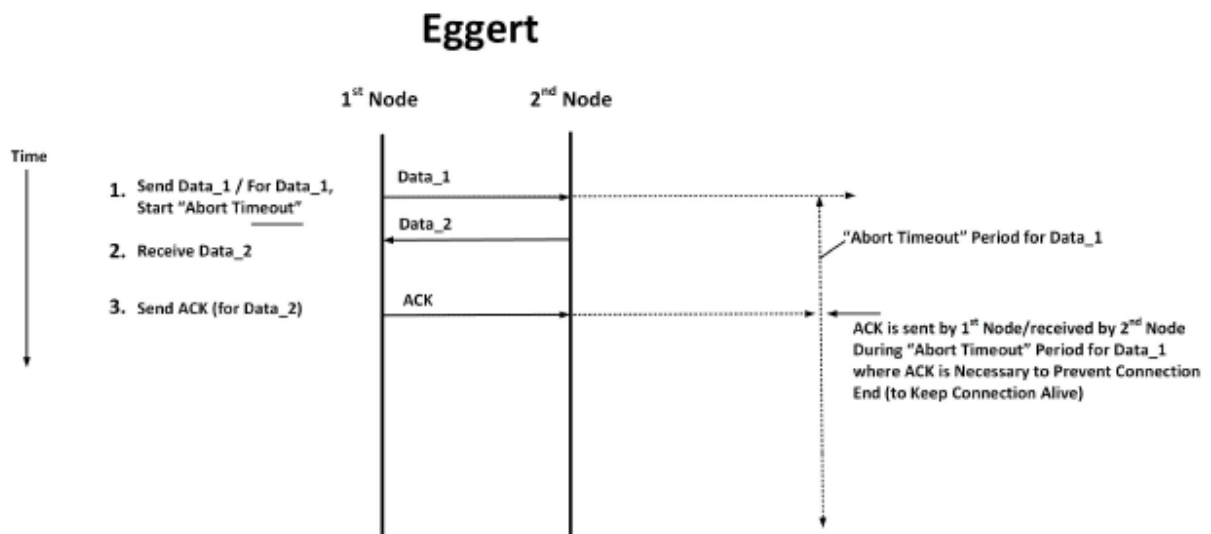 Eggert
1st Node
2nd Node
Time
1. Send Data_1 / For Data_1,
Start “Abort Timeout”
Data_1
Data_2
2. Receive Data_2
“Abort Timeout” Period for Data_1
3. Send ACK (for Data_2)
ACK
ACK is sent by 1st Node/received by 2nd Node
During “Abort Timeout” Period for Data_1
where ACK is Necessary to Prevent Connection
End (to Keep Connection Alive)